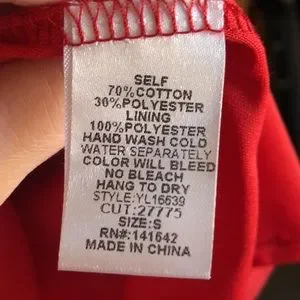 SELF
70%COTTON
30%POLYESTER
LINING
100%POLYESTER
HAND WASH COLD
WATER SEPARATELY
COLOR WILL BLEED
NO BLEACH
HANG TO DRY
STYLE:YL16639
CUT:27775
SIZE:S
RN#:141642
MADE IN CHINA